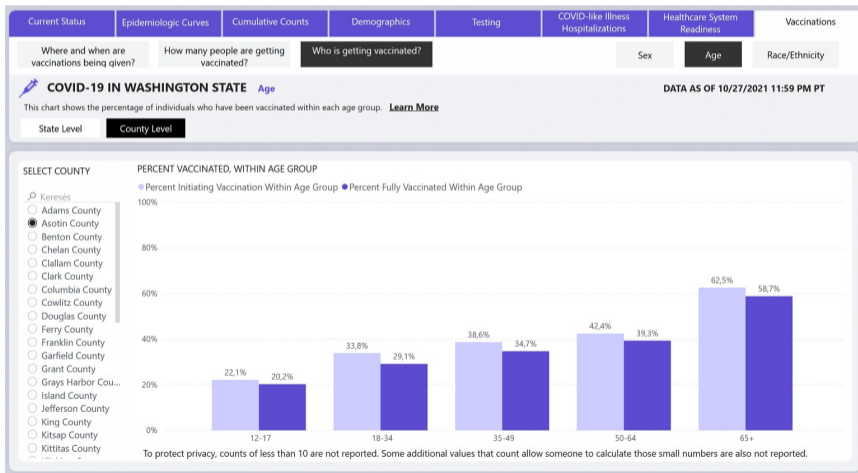 Current Status
Epidemiologic Curves
Cumulative Counts
Demographics
Testing
COVID-like Illness
Hospitalizations
Healthcare System
Readiness
Vaccinations
Where and when are
vaccinations being given?
How many people are getting
vaccinated?
Who is getting vaccinated?
Sex
Age
Race/Ethnicity
COVID-19 IN WASHINGTON STATE Age
DATA AS OF 10/27/2021 11:59 PM PT
This chart shows the percentage of individuals who have been vaccinated within each age group. Learn More
State Level
County Level
SELECT COUNTY
Keresés
Adams County
Asotin County
Benton County
Chelan County
Clallam County
Clark County
Columbia County
Cowlitz County
Douglas County
Ferry County
Franklin County
Garfield County
Grant County
Grays Harbor Cou...
Island County
Jefferson County
King County
Kitsap County
Kittitas County
PERCENT VACCINATED, WITHIN AGE GROUP
Percent Initiating Vaccination Within Age Group Percent Fully Vaccinated Within Age Group
100%
80%
60%
40%
20%
0%
22,1%
20,2%
33,8%
29,1%
38,6%
34,7%
42,4%
39,3%
62,5%
58,7%
12-17
18-34
35-49
50-64
65+
To protect privacy, counts of less than 10 are not reported. Some additional values that count allow someone to calculate those small numbers are also not reported.